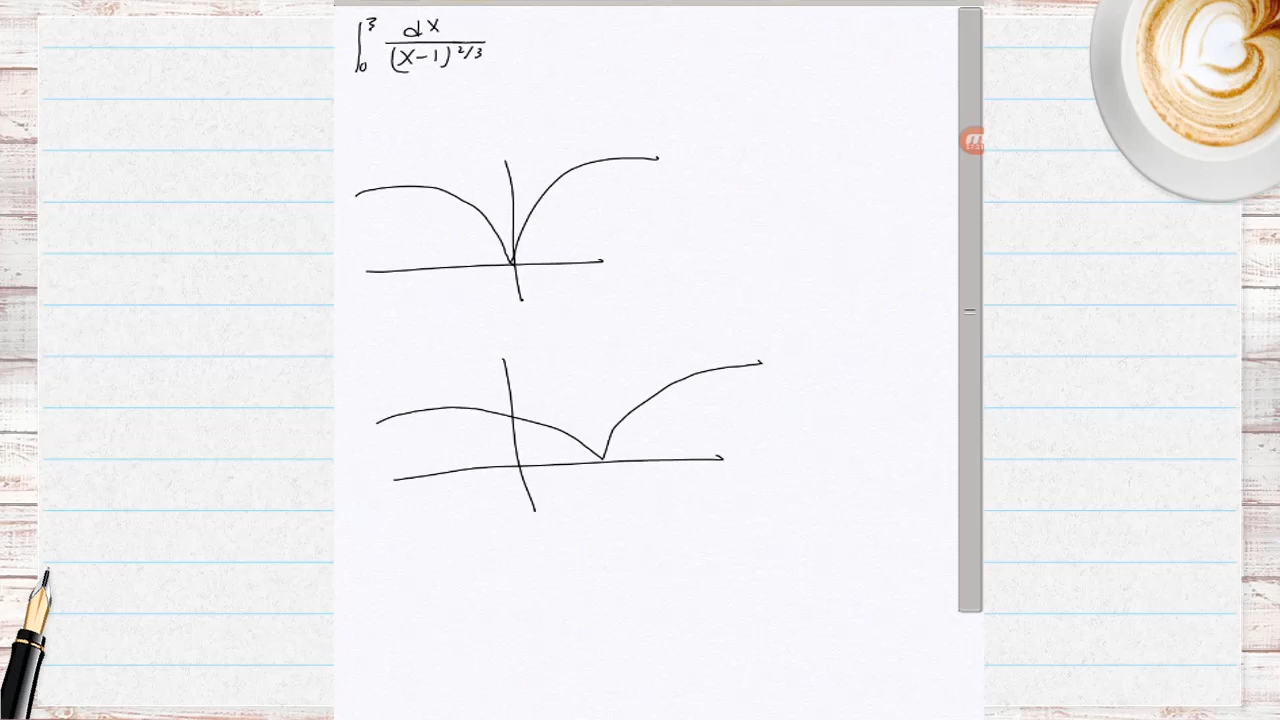 ∫₀³ dx / (x-1)^(2/3)